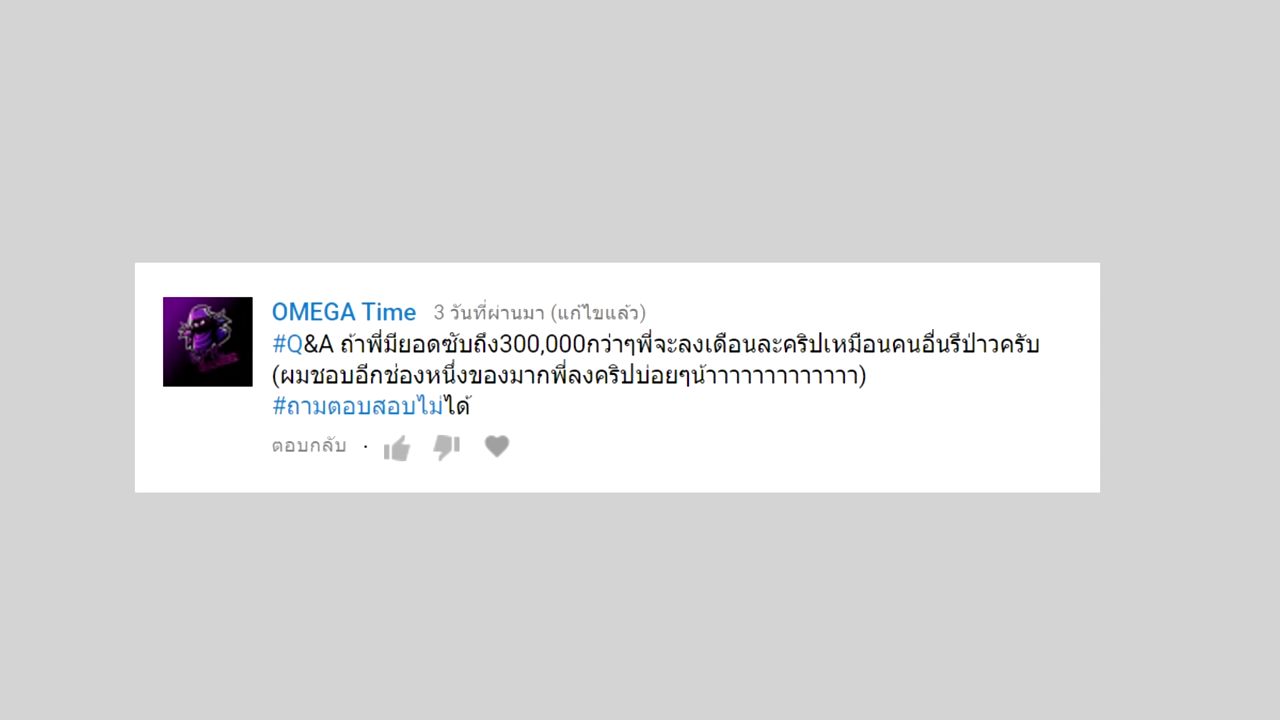 OMEGA Time 3 วันที่ผ่านมา (แก้ไขแล้ว)
#Q&A ถ้าพี่มียอดซับถึง300,000กว่าๆพี่จะลงเดือนละคริปเหมือนคนอื่นรึป่าวครับ
(ผมชอบอีกช่องหนึ่งของมากพี่ลงคริปบ่อยๆน้าาาาาาาาาาาาา)
#ถามตอบสอบไม่ได้
ตอบกลับ ·